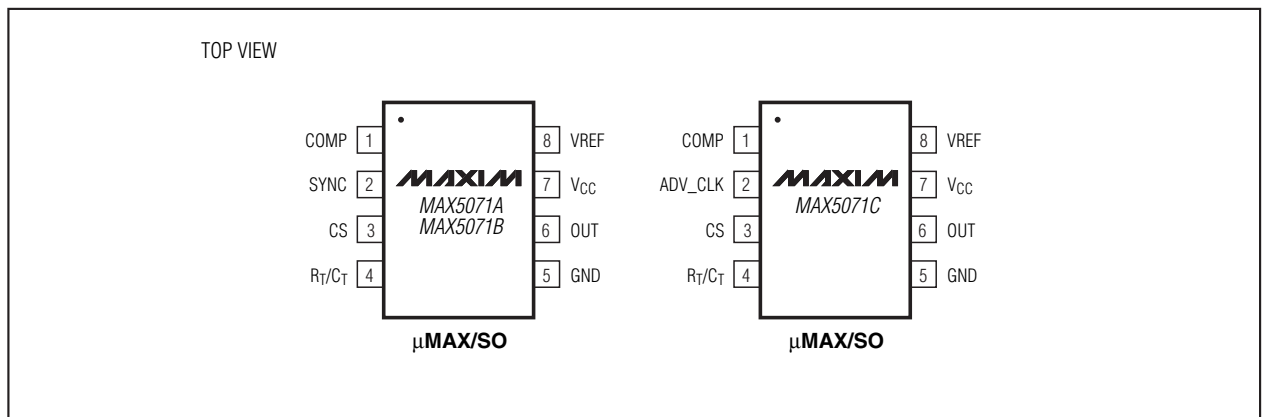 TOP VIEW
COMP 1
SYNC 2
CS 3
RT/CT 4
MAXIM
MAX5071A
MAX5071B
8 VREF
7 VCC
6 OUT
5 GND
µMAX/SO
COMP 1
ADV_CLK 2
CS 3
RT/CT 4
MAXIM
MAX5071C
8 VREF
7 VCC
6 OUT
5 GND
µMAX/SO